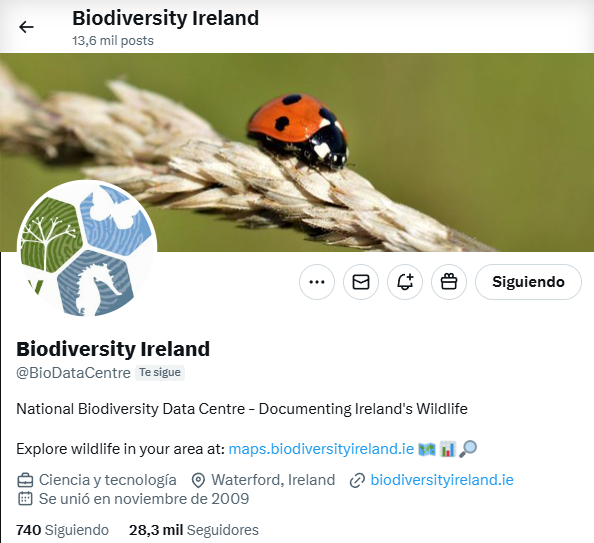 Biodiversity Ireland
13,6 mil posts
Siguiendo
Biodiversity Ireland
@BioDataCentre Te sigue
National Biodiversity Data Centre - Documenting Ireland's Wildlife
Explore wildlife in your area at: maps.biodiversityireland.ie 🗺️📊🔎
Ciencia y tecnología Waterford, Ireland biodiversityireland.ie
Se unió en noviembre de 2009
740 Siguiendo 28,3 mil Seguidores